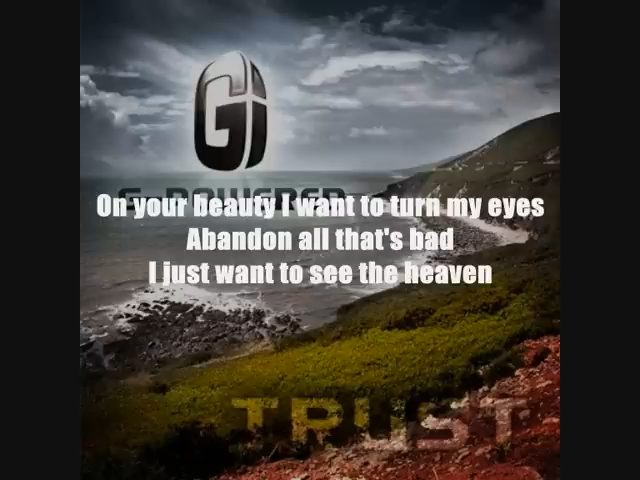 G
G-POWERED
On your beauty I want to turn my eyes
Abandon all that's bad
I just want to see the heaven
TRUST